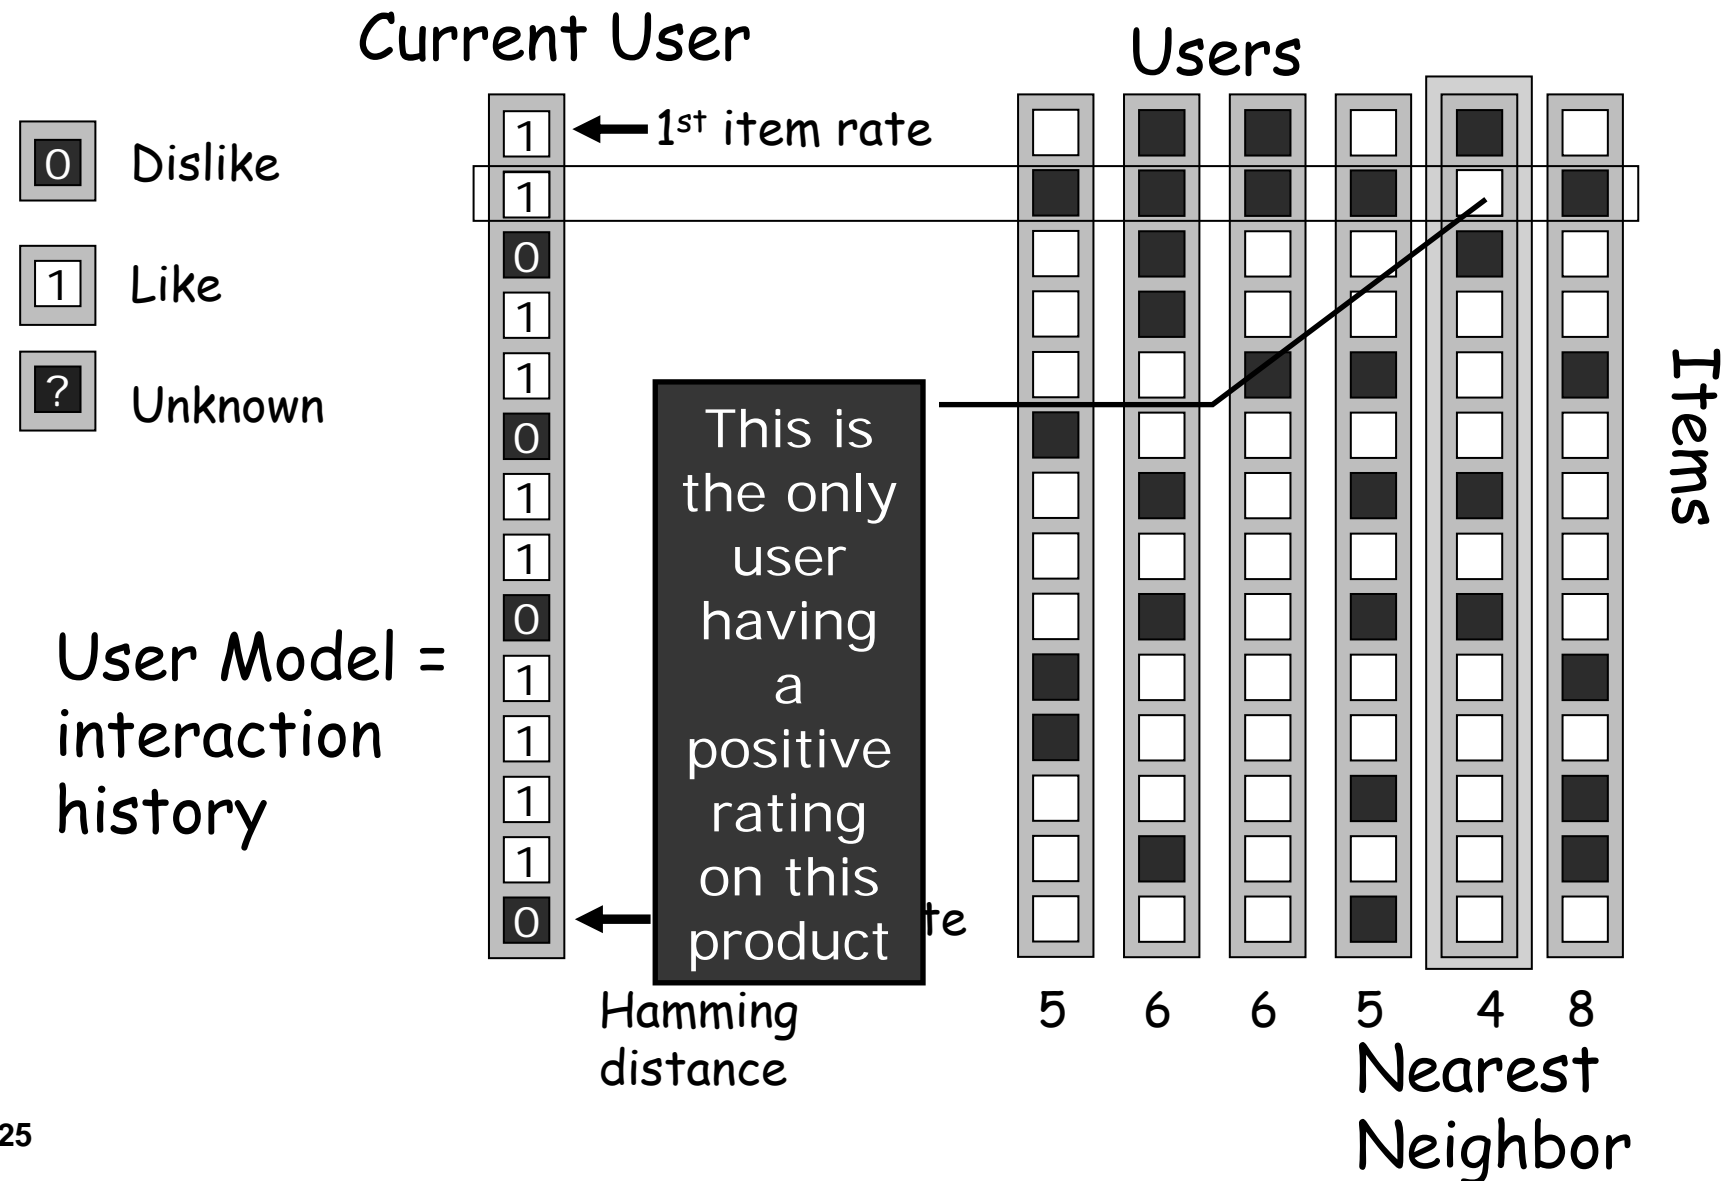 Current User
Users
0 Dislike
1 Like
? Unknown
1st item rate
1
1
0
1
1
0
1
1
0
1
1
1
1
0
User Model =
interaction
history
This is
the only
user
having
a
positive
rating
on this
product
Items
Hamming
distance
5 6 6 5 4 8
Nearest
Neighbor
25